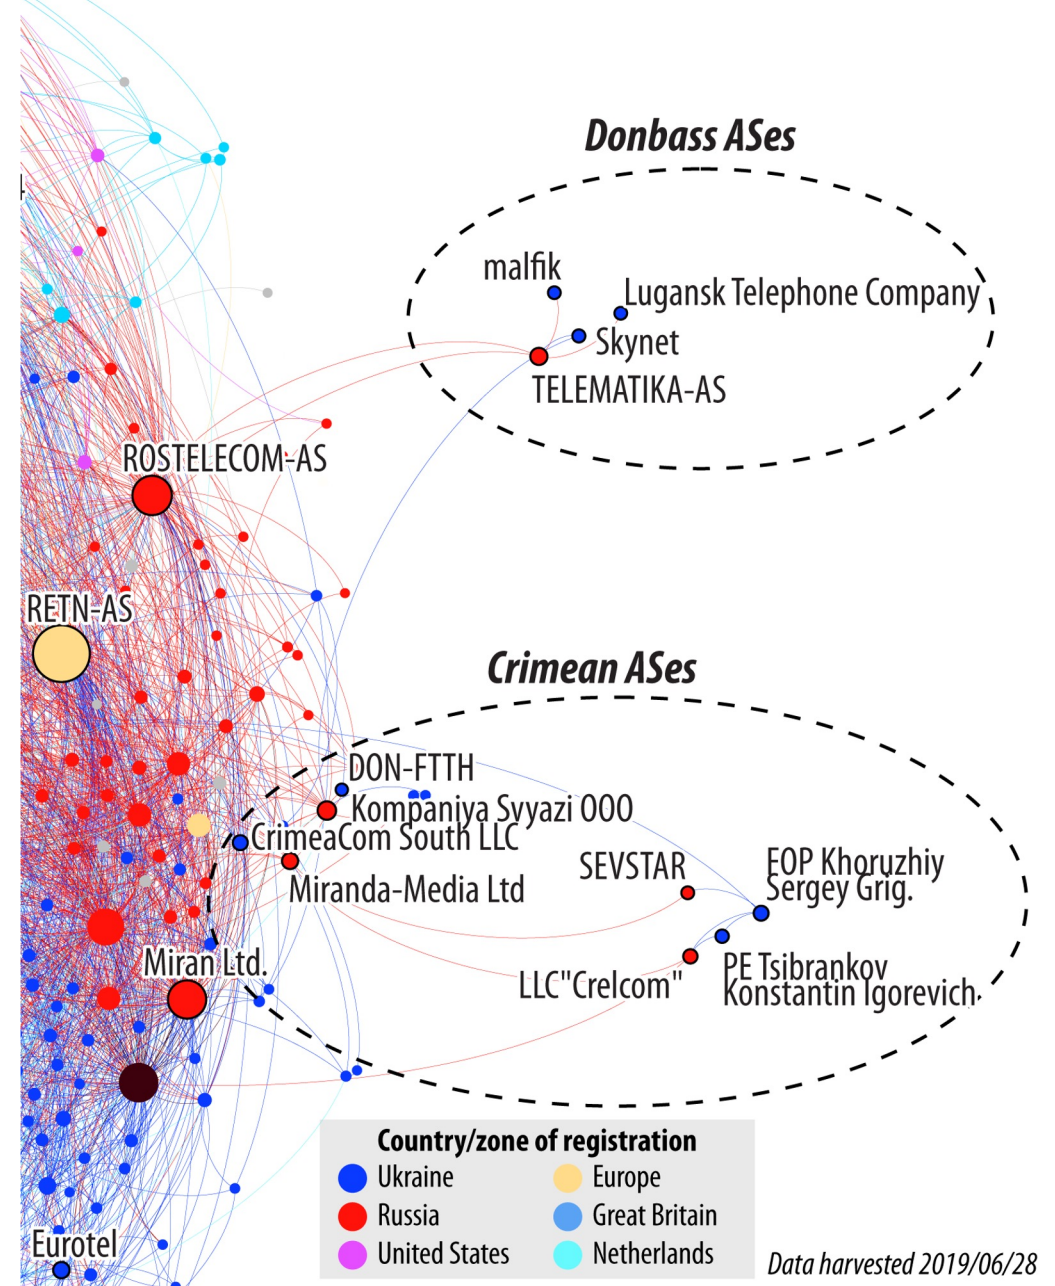 Donbass ASes
malfik
Lugansk Telephone Company
Skynet
TELEMATIKA-AS
ROSTELECOM-AS
RETN-AS
Crimean ASes
DON-FTTH
Kompaniya Svyazi OOO
CrimeaCom South LLC
Miranda-Media Ltd
SEVSTAR
FOP Khoruzhiy
Sergey Grig.
Miran Ltd.
LLC"Crelcom"
PE Tsibrankov
Konstantin Igorevich
Country/zone of registration
Ukraine
Europe
Russia
Great Britain
United States
Netherlands
Eurotel
Data harvested 2019/06/28